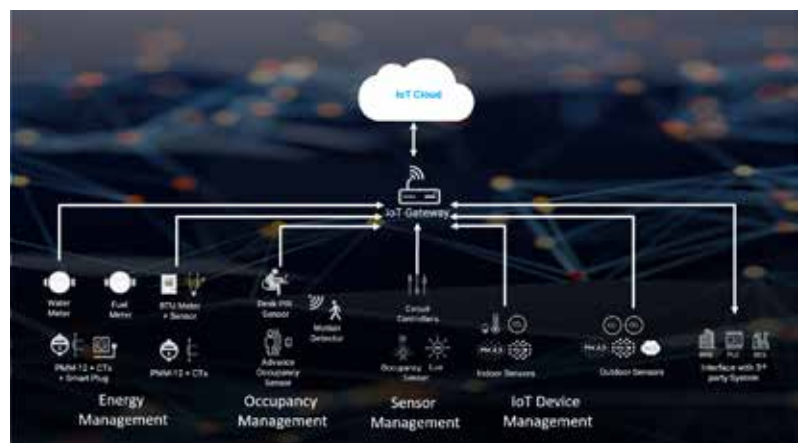 IoT Cloud
IoT Gateway
Water
Meter
Fuel
Meter
BTU Meter
+ Sensor
Desk PIR
Sensor
Motion
Detector
Circuit
Controllers
PMM-12 + CTs
+ Smart Plug
PMM-12 + CTs
Advance
Occupancy
Sensor
Occupancy
Sensor
Lux
PM 2.5
Indoor Sensors
PM 2.5
Outdoor Sensors
BMS
PLC
Interface with 3rd
party System
Energy
Management
Occupancy
Management
Sensor
Management
IoT Device
Management